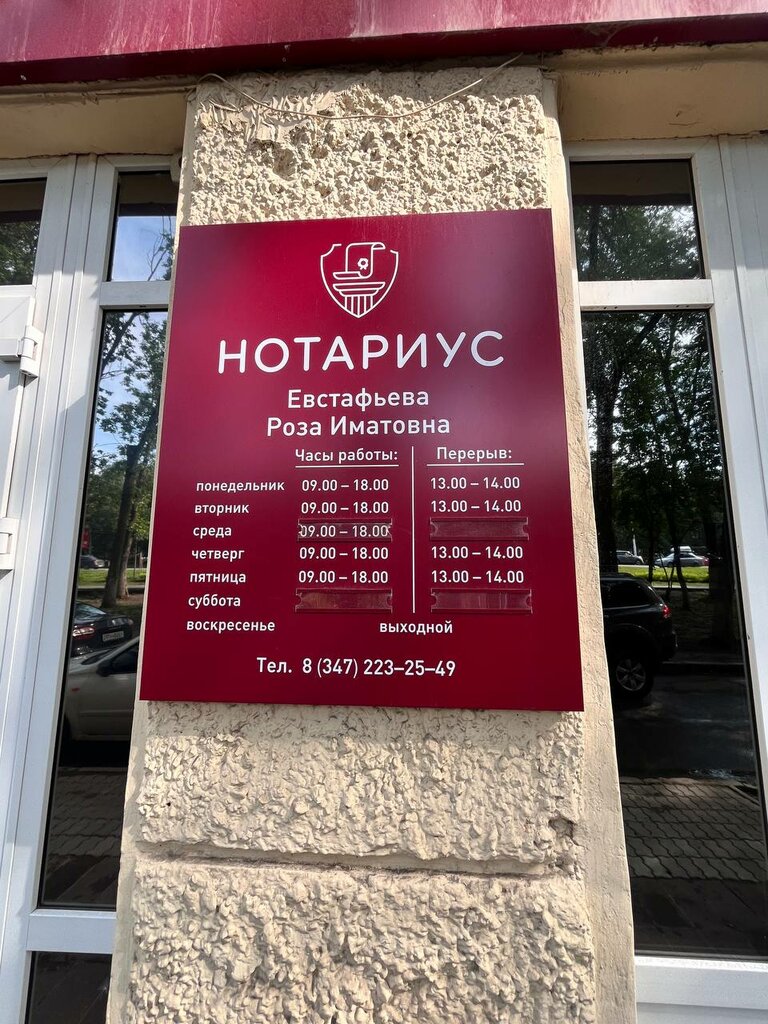 НОТАРИУС
Евстафьева
Роза Иматовна
Часы работы: Перерыв:
понедельник 09.00 – 18.00 13.00 – 14.00
вторник 09.00 – 18.00 13.00 – 14.00
среда 09.00 – 18.00
четверг 09.00 – 18.00 13.00 – 14.00
пятница 09.00 – 18.00 13.00 – 14.00
суббота
воскресенье выходной
Тел. 8 (347) 223–25–49